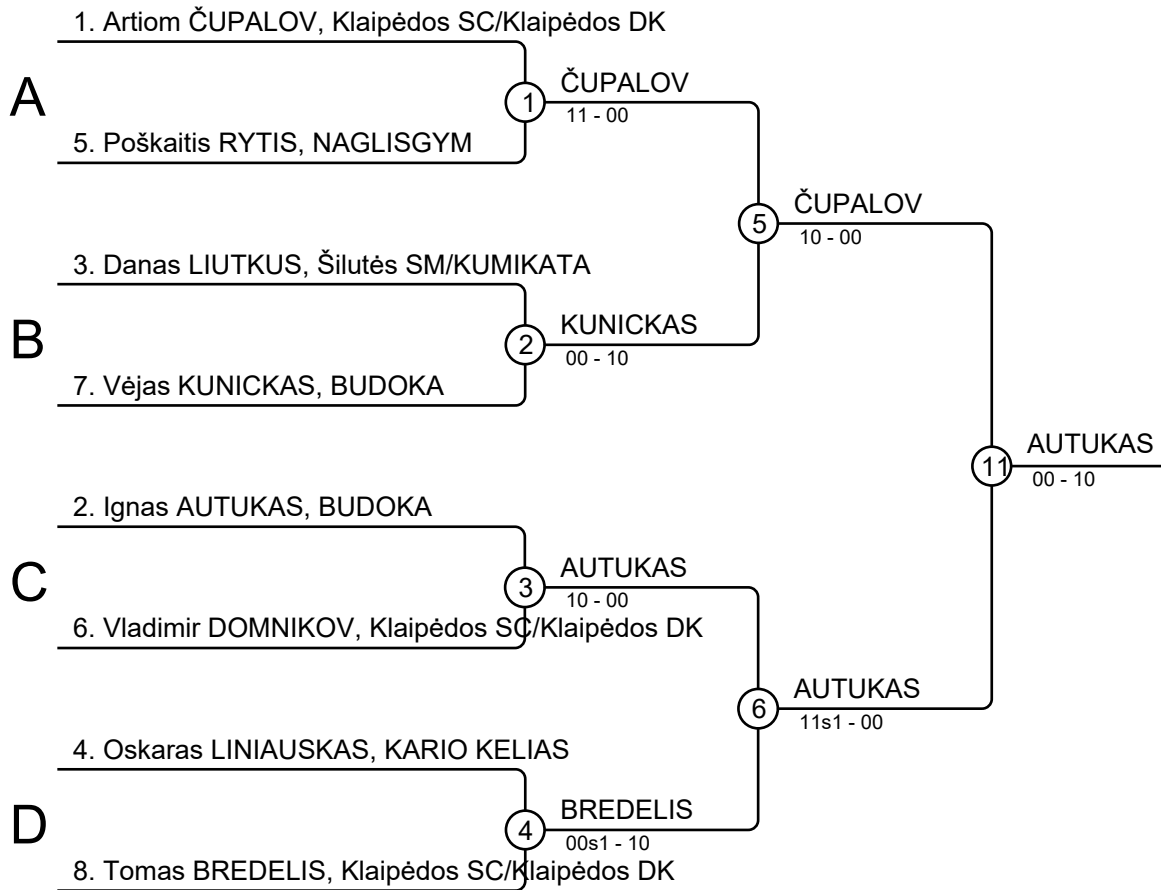 1. Artiom ČUPALOV, Klaipėdos SC/Klaipėdos DK
A
1
ČUPALOV
11 - 00
5. Poškaitis RYTIS, NAGLISGYM
5
ČUPALOV
10 - 00
3. Danas LIUTKUS, Šilutės SM/KUMIKATA
B
2
KUNICKAS
00 - 10
7. Vėjas KUNICKAS, BUDOKA
11
AUTUKAS
00 - 10
2. Ignas AUTUKAS, BUDOKA
C
3
AUTUKAS
10 - 00
6. Vladimir DOMNIKOV, Klaipėdos SC/Klaipėdos DK
6
AUTUKAS
11s1 - 00
4. Oskaras LINIAUSKAS, KARIO KELIAS
D
4
BREDELIS
00s1 - 10
8. Tomas BREDELIS, Klaipėdos SC/Klaipėdos DK